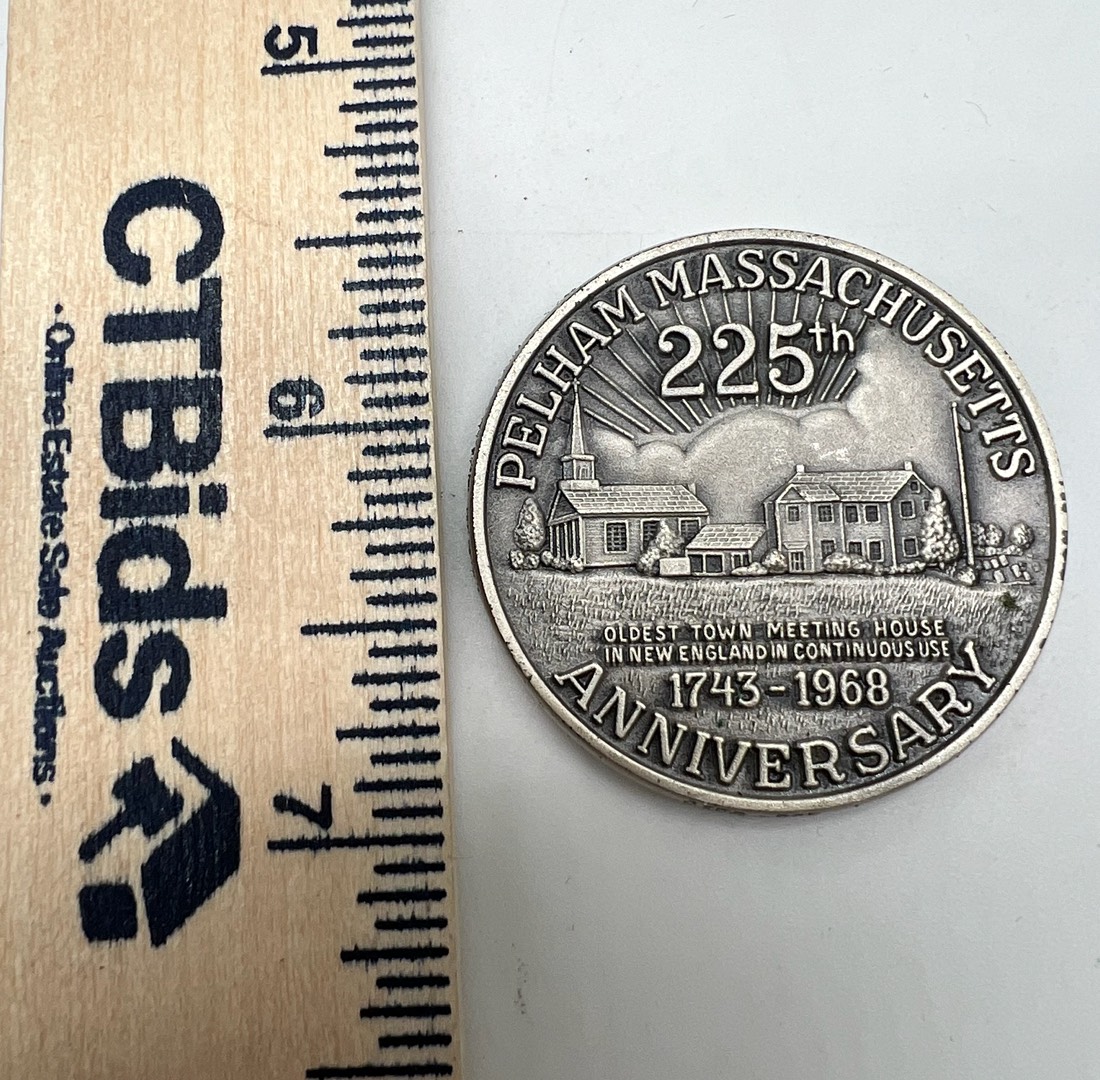 5
6
7
CTBids
· Online Estate Sale Auctions ·
PELHAM MASSACHUSETTS
225th
OLDEST TOWN MEETING HOUSE
IN NEW ENGLAND IN CONTINUOUS USE
1743-1968
ANNIVERSARY